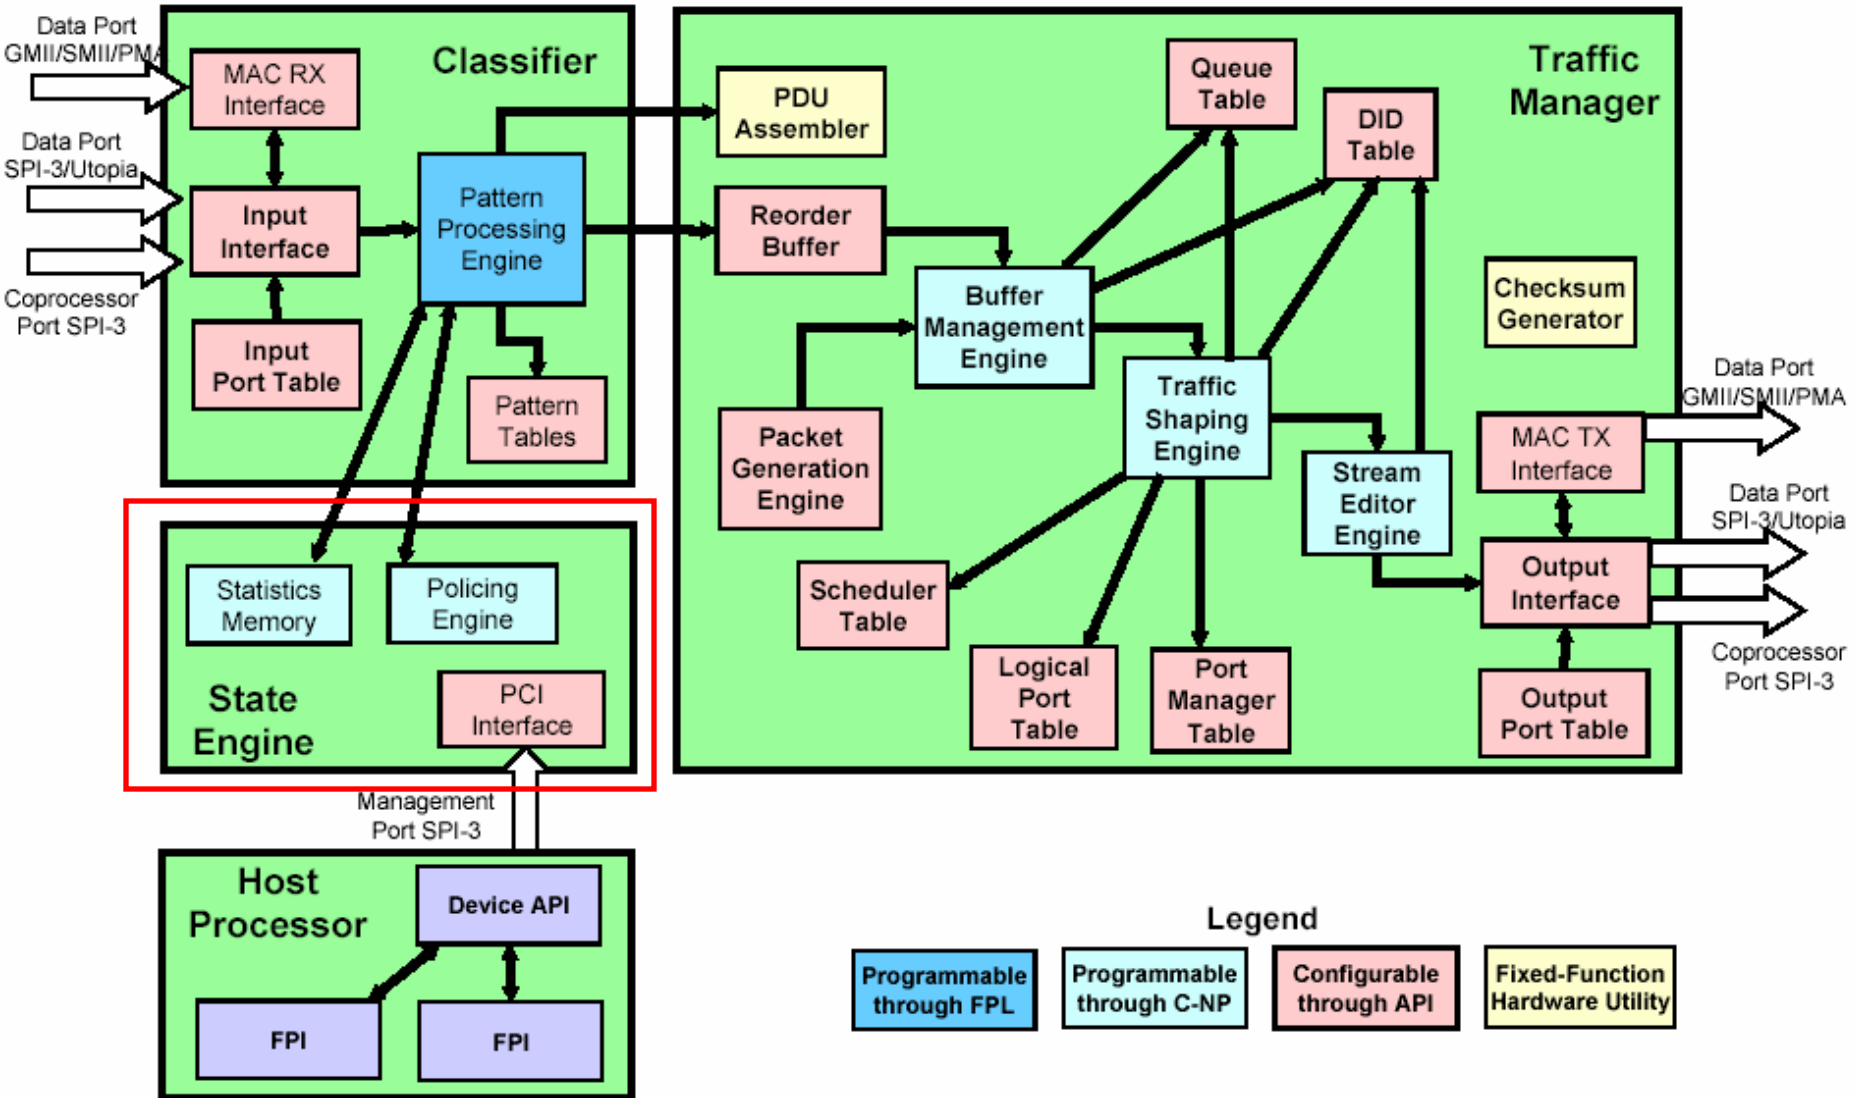 Data Port
GMII/SMII/PMA
Data Port
SPI-3/Utopia
Coprocessor
Port SPI-3
Classifier
MAC RX
Interface
Input
Interface
Input
Port Table
Pattern
Processing
Engine
Pattern
Tables
Statistics
Memory
Policing
Engine
State
Engine
PCI
Interface
Management
Port SPI-3
Host
Processor
Device API
FPI
FPI
Traffic
Manager
PDU
Assembler
Reorder
Buffer
Queue
Table
DID
Table
Buffer
Management
Engine
Checksum
Generator
Packet
Generation
Engine
Traffic
Shaping
Engine
Stream
Editor
Engine
Scheduler
Table
Logical
Port
Table
Port
Manager
Table
MAC TX
Interface
Output
Interface
Output
Port Table
Data Port
GMII/SMII/PMA
Data Port
SPI-3/Utopia
Coprocessor
Port SPI-3
Legend
Programmable
through FPL
Programmable
through C-NP
Configurable
through API
Fixed-Function
Hardware Utility